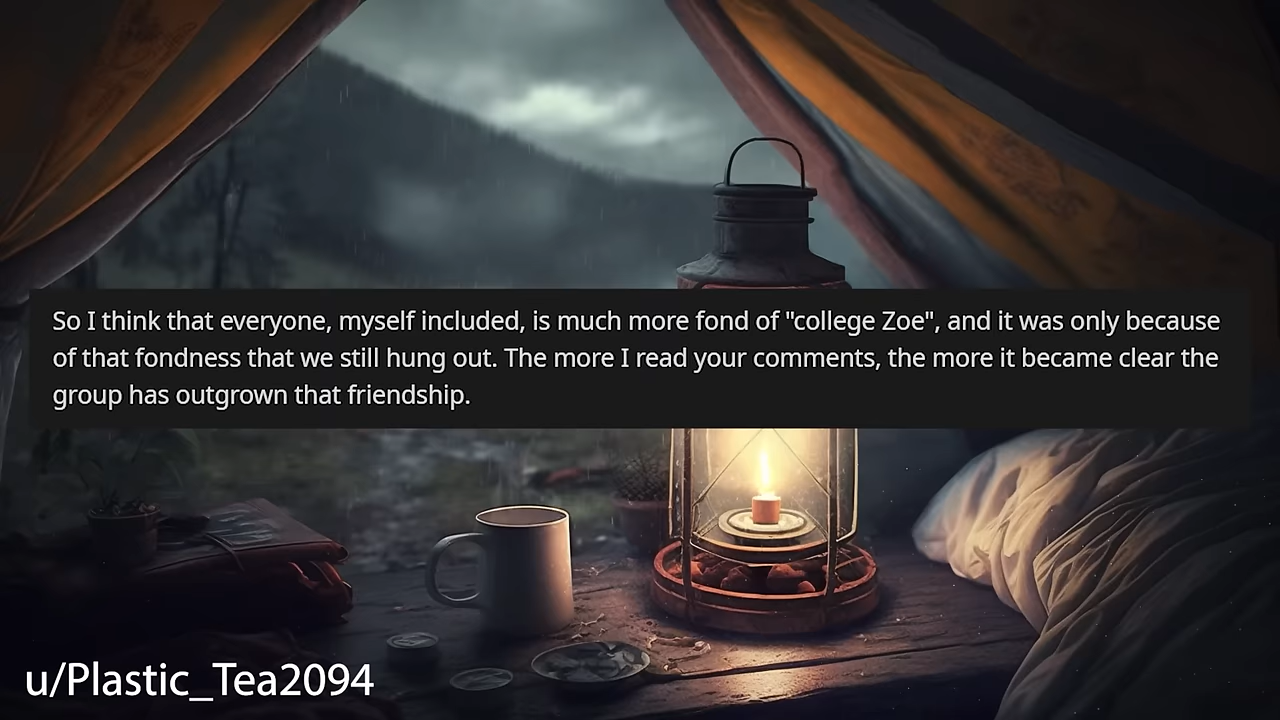 So I think that everyone, myself included, is much more fond of "college Zoe", and it was only because
of that fondness that we still hung out. The more I read your comments, the more it became clear the
group has outgrown that friendship.
u/Plastic_Tea2094